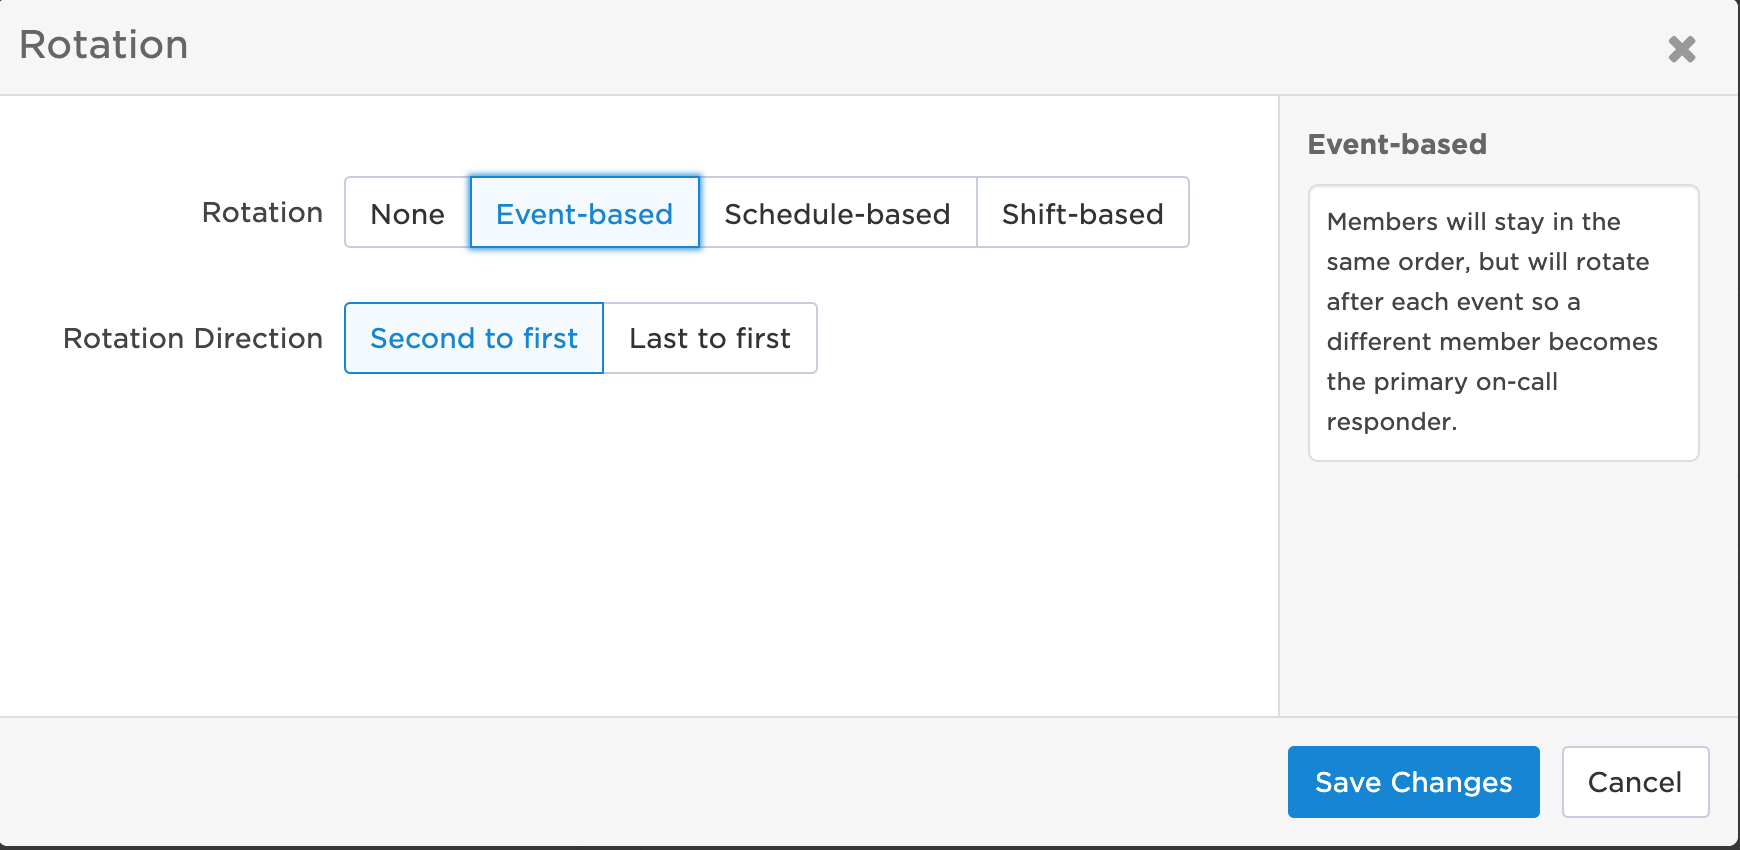 Rotation
Rotation None Event-based Schedule-based Shift-based
Rotation Direction Second to first Last to first
Event-based
Members will stay in the
same order, but will rotate
after each event so a
different member becomes
the primary on-call
responder.
Save Changes Cancel